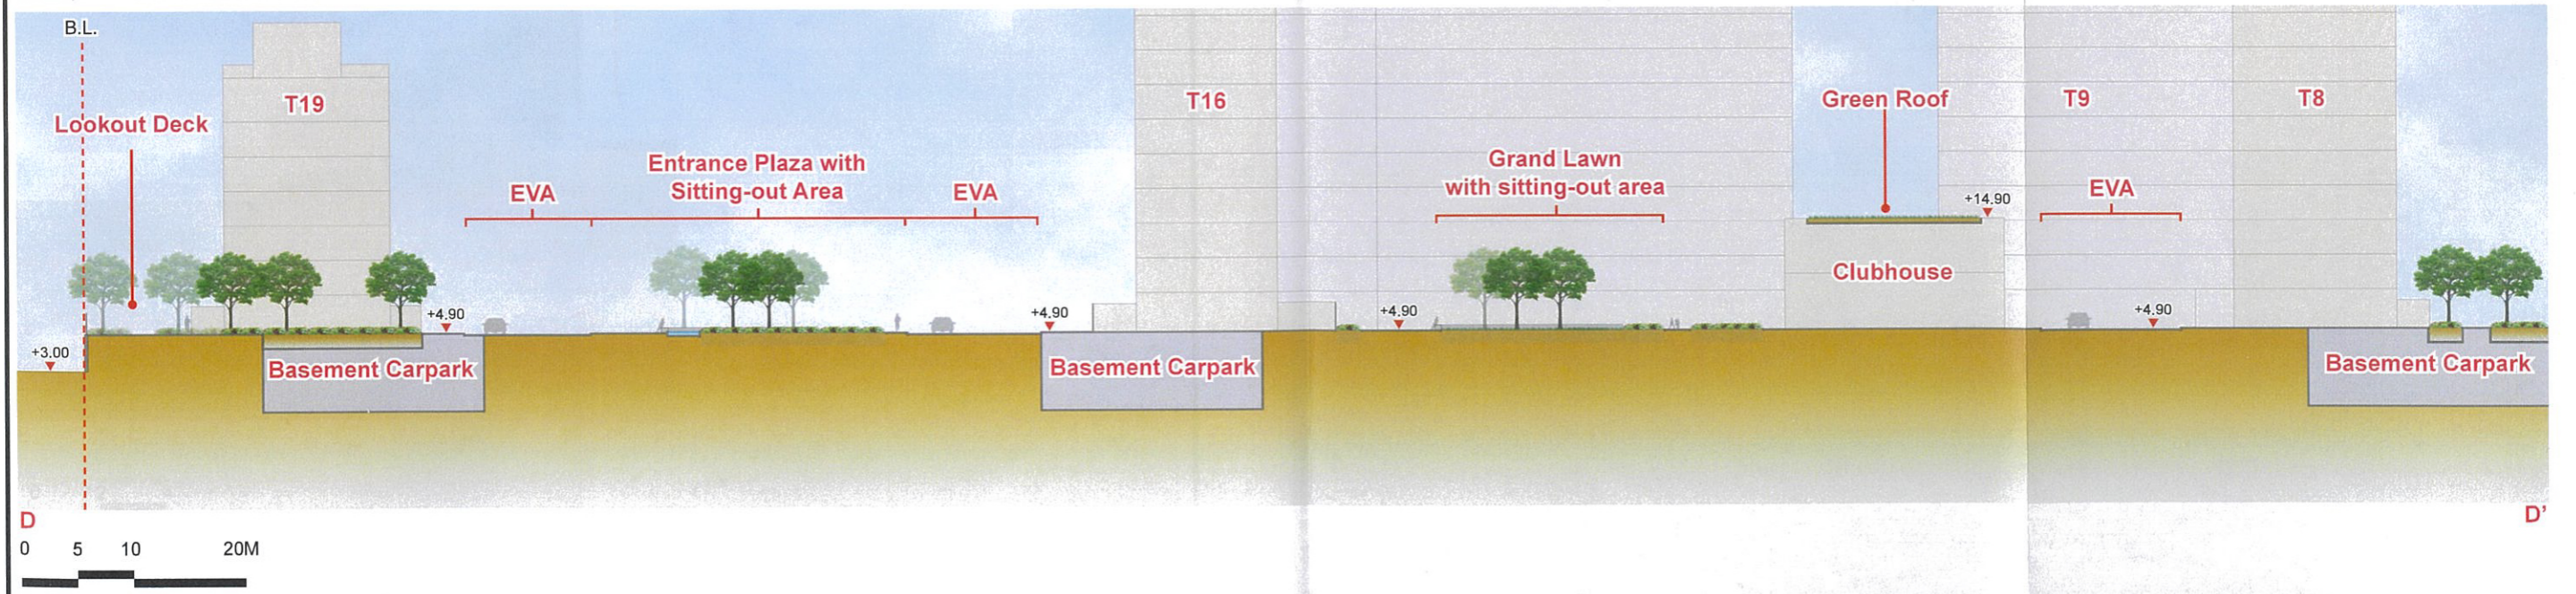 B.L.
Lookout Deck
T19
EVA
Entrance Plaza with
Sitting-out Area
EVA
T16
Grand Lawn
with sitting-out area
Green Roof
+14.90
T9
EVA
T8
Clubhouse
+3.00
+4.90
+4.90
+4.90
+4.90
Basement Carpark
Basement Carpark
Basement Carpark
D
D'
0 5 10 20M